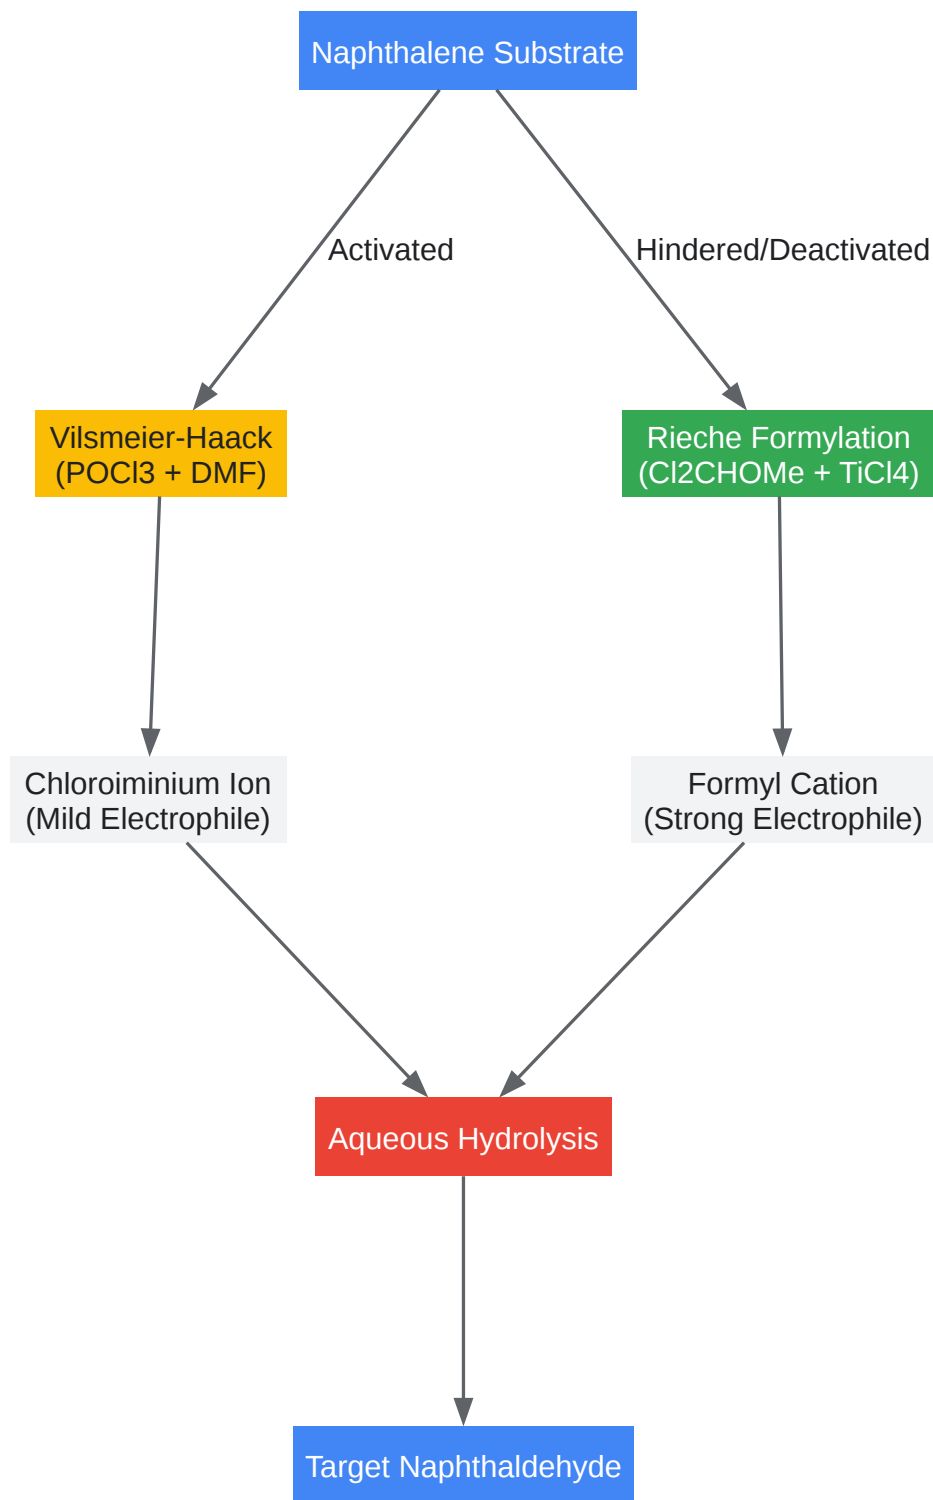 Naphthalene Substrate
Activated
Hindered/Deactivated
Vilsmeier-Haack
(POCl3 + DMF)
Rieche Formylation
(Cl2CHOMe + TiCl4)
Chloroiminium Ion
(Mild Electrophile)
Formyl Cation
(Strong Electrophile)
Aqueous Hydrolysis
Target Naphthaldehyde